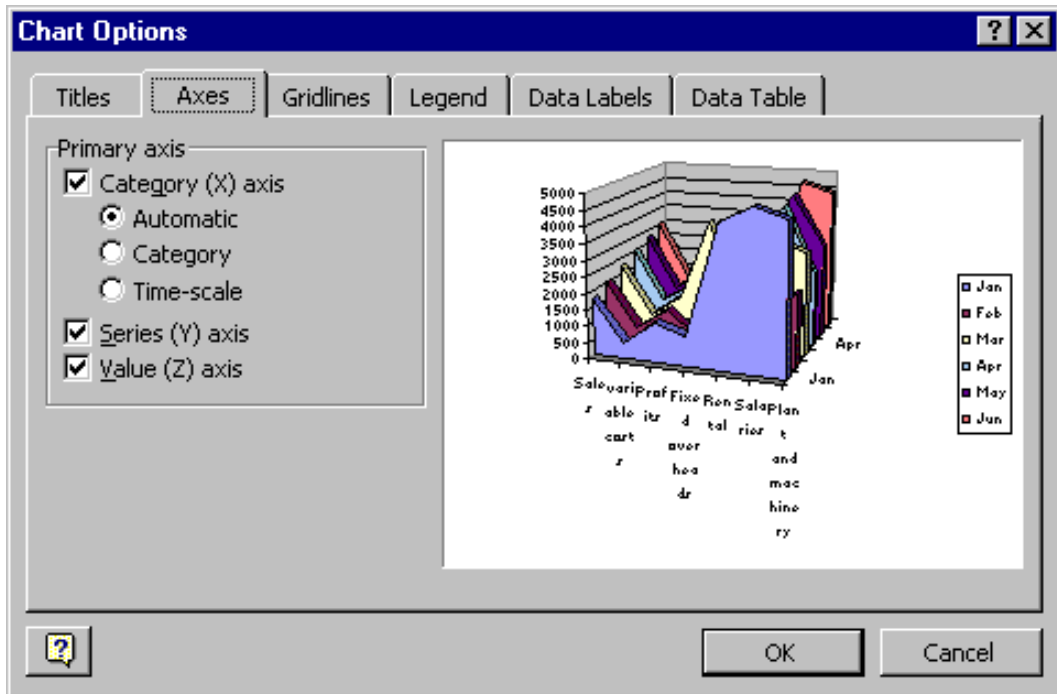 Chart Options
Titles Axes Gridlines Legend Data Labels Data Table
Primary axis
Category (X) axis
Automatic
Category
Time-scale
Series (Y) axis
Value (Z) axis
5000
4500
4000
3500
3000
2500
2000
1500
1000
500
0
Sale
s
vari
able
cost
s
Prof
its
Fixe
d
over
hea
ds
Ren
tal
Sala
ries
Plan
t
and
mac
hine
ry
Jan
Apr
Jan
Feb
Mar
Apr
May
Jun
?
OK Cancel